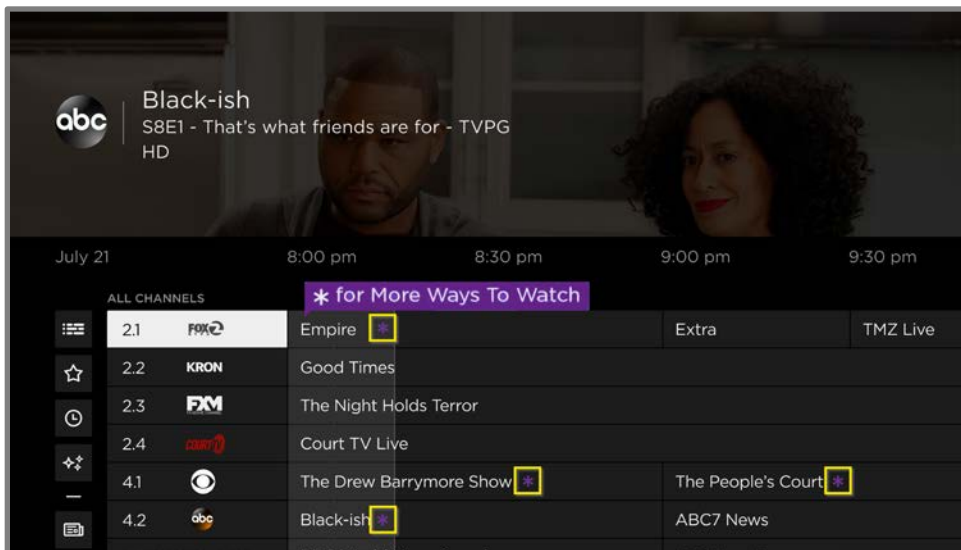 abc
Black-ish
S8E1 - That's what friends are for - TVPG
HD
July 21 8:00 pm 8:30 pm 9:00 pm 9:30 pm
ALL CHANNELS
* for More Ways To Watch
2.1 FOX 2 Empire * Extra TMZ Live
2.2 KRON Good Times
2.3 FXM The Night Holds Terror
2.4 COURT TV Court TV Live
4.1 The Drew Barrymore Show * The People's Court *
4.2 abc Black-ish * ABC7 News